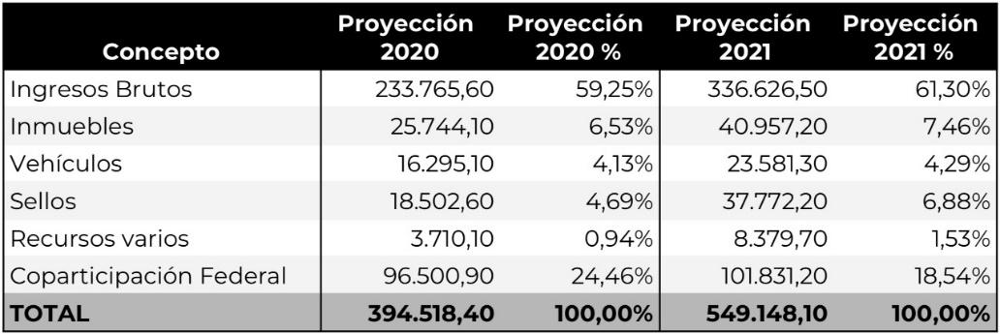 Concepto Proyección 2020 Proyección 2020 % Proyección 2021 Proyección 2021 %
Ingresos Brutos 233.765,60 59,25% 336.626,50 61,30%
Inmuebles 25.744,10 6,53% 40.957,20 7,46%
Vehículos 16.295,10 4,13% 23.581,30 4,29%
Sellos 18.502,60 4,69% 37.772,20 6,88%
Recursos varios 3.710,10 0,94% 8.379,70 1,53%
Coparticipación Federal 96.500,90 24,46% 101.831,20 18,54%
TOTAL 394.518,40 100,00% 549.148,10 100,00%